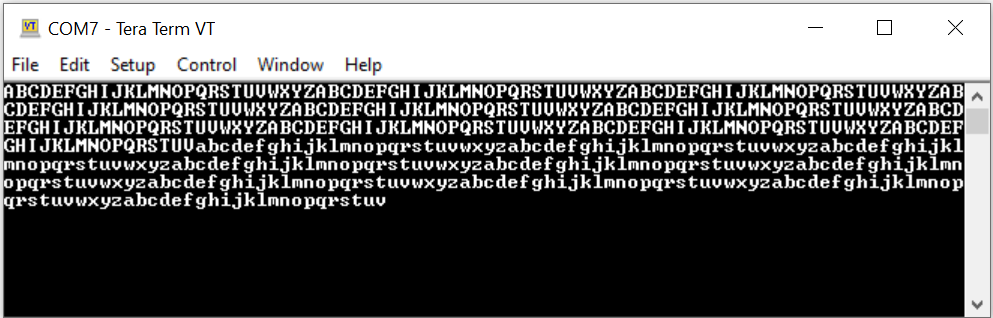 VT COM7 - Tera Term VT
File Edit Setup Control Window Help
ABCDEFGHIJKLMNOPQRSTUVWXYZABCDEFGHIJKLMNOPQRSTUVWXYZABCDEFGHIJKLMNOPQRSTUVWXYZAB
CDEFGHIJKLMNOPQRSTUVWXYZABCDEFGHIJKLMNOPQRSTUVWXYZABCDEFGHIJKLMNOPQRSTUVWXYZABCD
EFGHIJKLMNOPQRSTUVWXYZABCDEFGHIJKLMNOPQRSTUVWXYZABCDEFGHIJKLMNOPQRSTUVWXYZABCDEF
GHIJKLMNOPQRSTUVabcdefghijklmnopqrstuvwxyzabcdefghijklmnopqrstuvwxyzabcdefghijkl
mnopqrstuvwxyzabcdefghijklmnopqrstuvwxyzabcdefghijklmnopqrstuvwxyzabcdefghijklmn
opqrstuvwxyzabcdefghijklmnopqrstuvwxyzabcdefghijklmnopqrstuvwxyzabcdefghijklmnop
qrstuvwxyzabcdefghijklmnopqrstuv